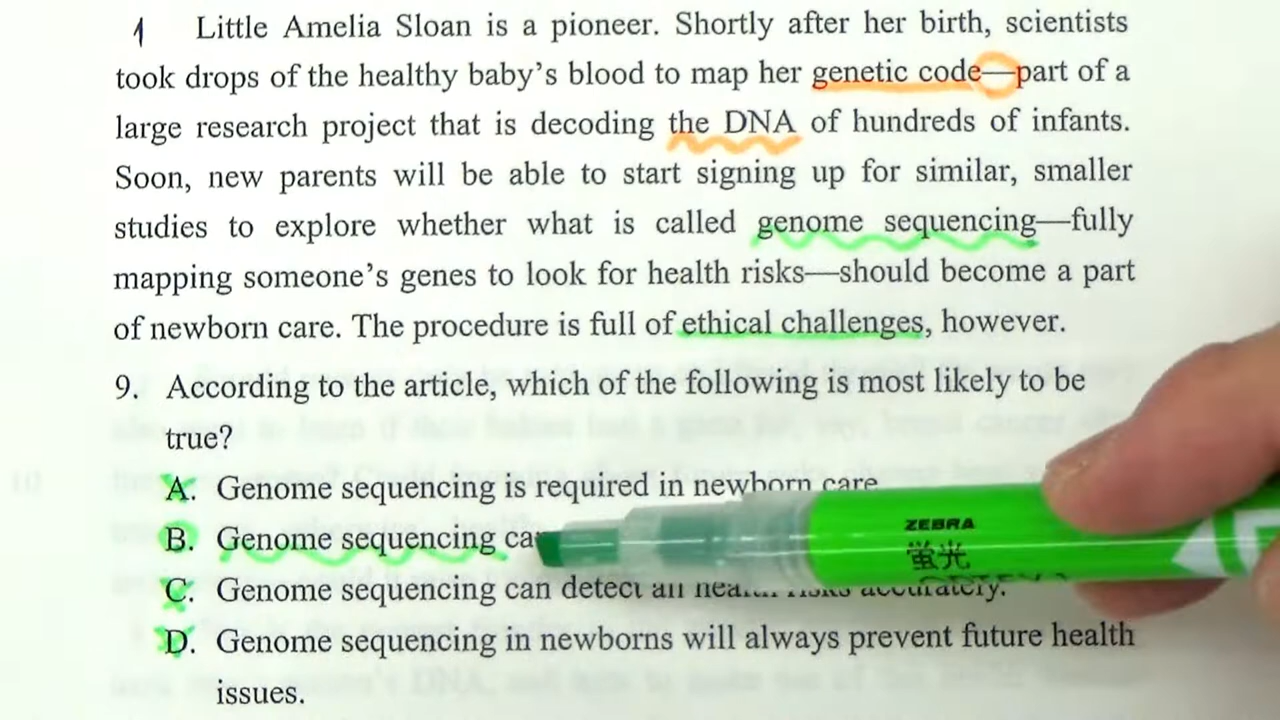 1 Little Amelia Sloan is a pioneer. Shortly after her birth, scientists
took drops of the healthy baby’s blood to map her genetic code—part of a
large research project that is decoding the DNA of hundreds of infants.
Soon, new parents will be able to start signing up for similar, smaller
studies to explore whether what is called genome sequencing—fully
mapping someone’s genes to look for health risks—should become a part
of newborn care. The procedure is full of ethical challenges, however.
9. According to the article, which of the following is most likely to be
true?
A. Genome sequencing is required in newborn care.
B. Genome sequencing
C. Genome sequencing can detect all health risks accurately.
D. Genome sequencing in newborns will always prevent future health
issues.
ZEBRA
蛍光